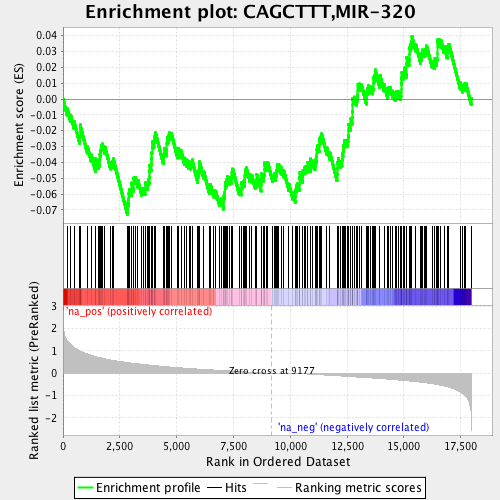 Enrichment plot: CAGCTTT,MIR-320
Enrichment score (ES)
0.04
0.03
0.02
0.01
0.00
-0.01
-0.02
-0.03
-0.04
-0.05
-0.06
-0.07
'na_pos' (positively correlated)
Ranked list metric (PreRanked)
3
2
1
0
-1
-2
Zero cross at 9177
'na_neg' (negatively correlated)
0
2,500
5,000
7,500
10,000
12,500
15,000
17,500
Rank in Ordered Dataset
Enrichment profile
Hits
Ranking metric scores